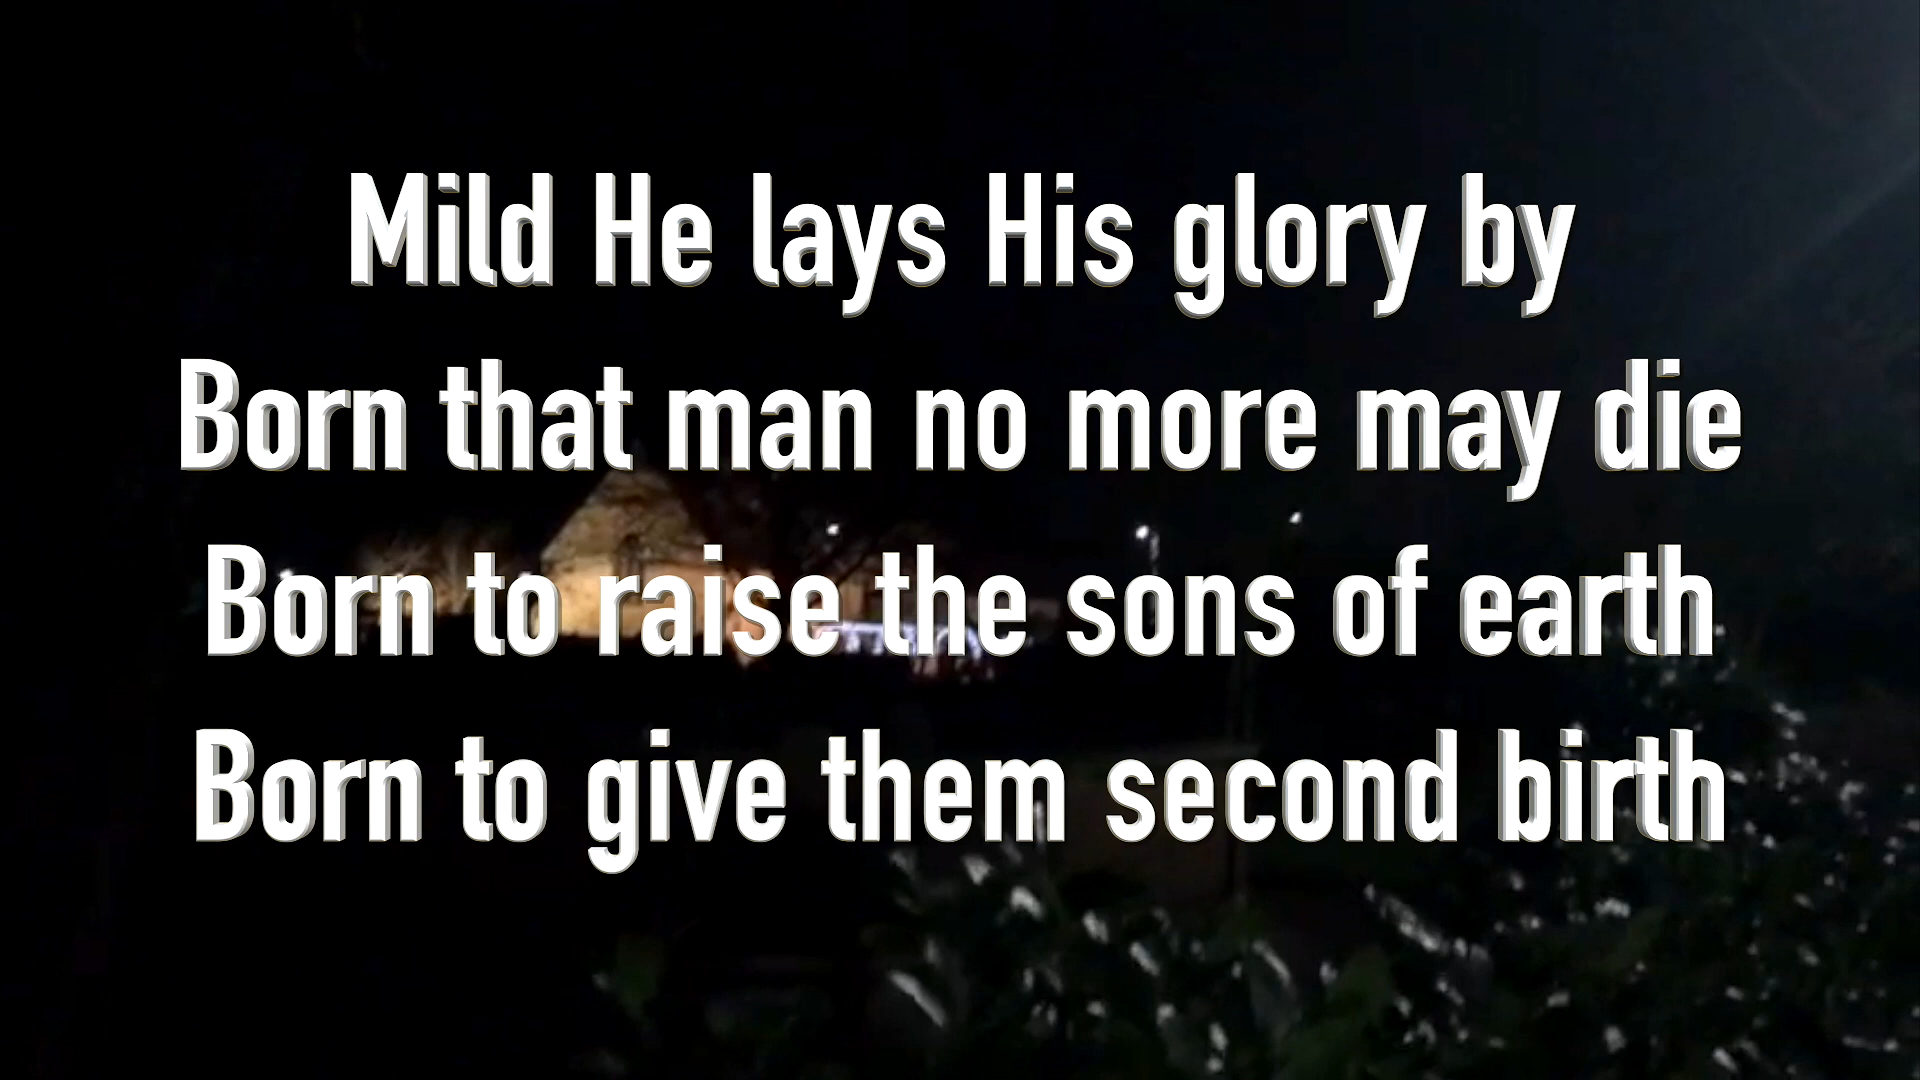 Mild He lays His glory by
Born that man no more may die
Born to raise the sons of earth
Born to give them second birth